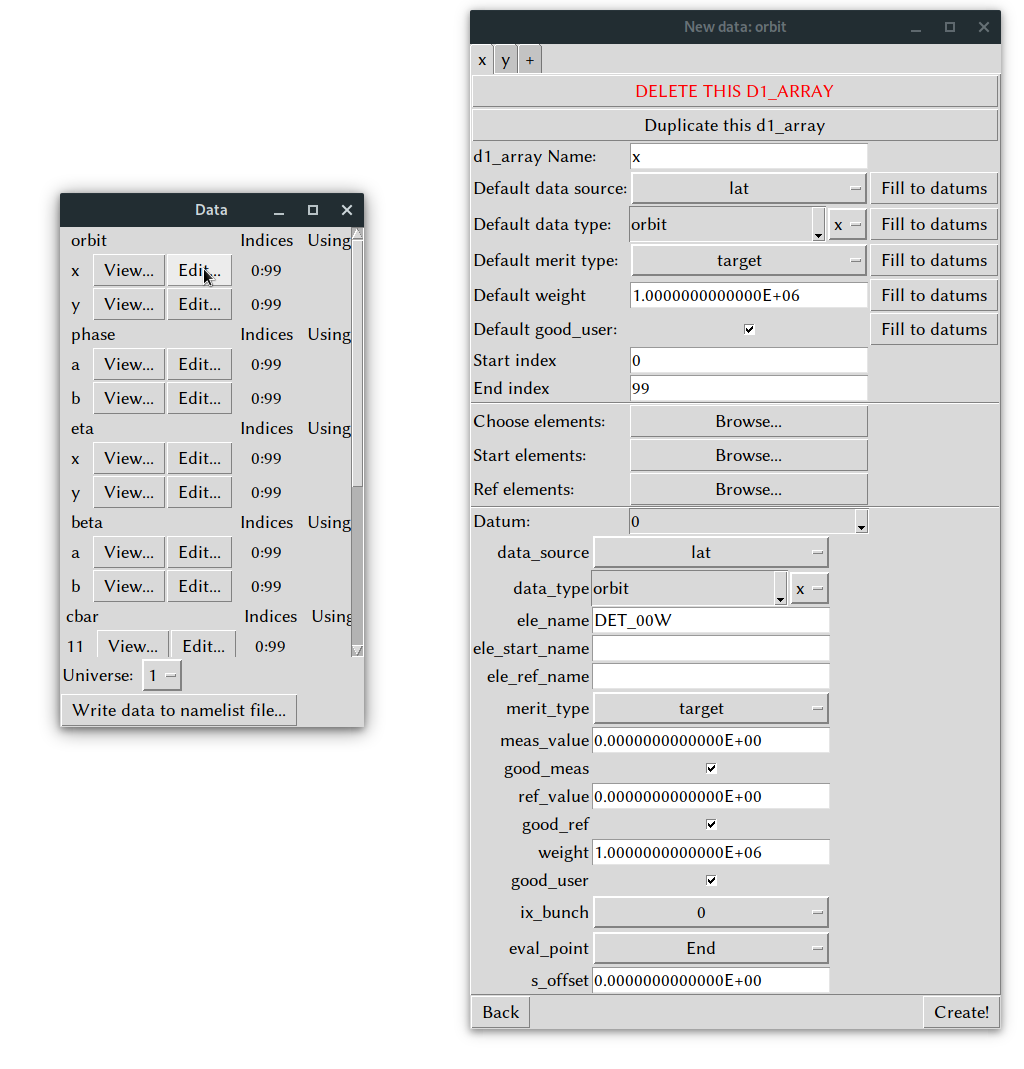 Data
orbit Indices Using
x View... Edit... 0:99
y View... Edit... 0:99
phase Indices Using
a View... Edit... 0:99
b View... Edit... 0:99
eta Indices Using
x View... Edit... 0:99
y View... Edit... 0:99
beta Indices Using
a View... Edit... 0:99
b View... Edit... 0:99
cbar Indices Using
11 View... Edit... 0:99
Universe: 1
Write data to namelist file...
New data: orbit
x y +
DELETE THIS D1_ARRAY
Duplicate this d1_array
d1_array Name: x
Default data source: lat Fill to datums
Default data type: orbit x Fill to datums
Default merit type: target Fill to datums
Default weight 1.0000000000000E+06 Fill to datums
Default good_user: Fill to datums
Start index 0
End index 99
Choose elements: Browse...
Start elements: Browse...
Ref elements: Browse...
Datum: 0
data_source lat
data_type orbit x
ele_name DET_00W
ele_start_name
ele_ref_name
merit_type target
meas_value 0.0000000000000E+00
good_meas
ref_value 0.0000000000000E+00
good_ref
weight 1.0000000000000E+06
good_user
ix_bunch 0
eval_point End
s_offset 0.0000000000000E+00
Back Create!